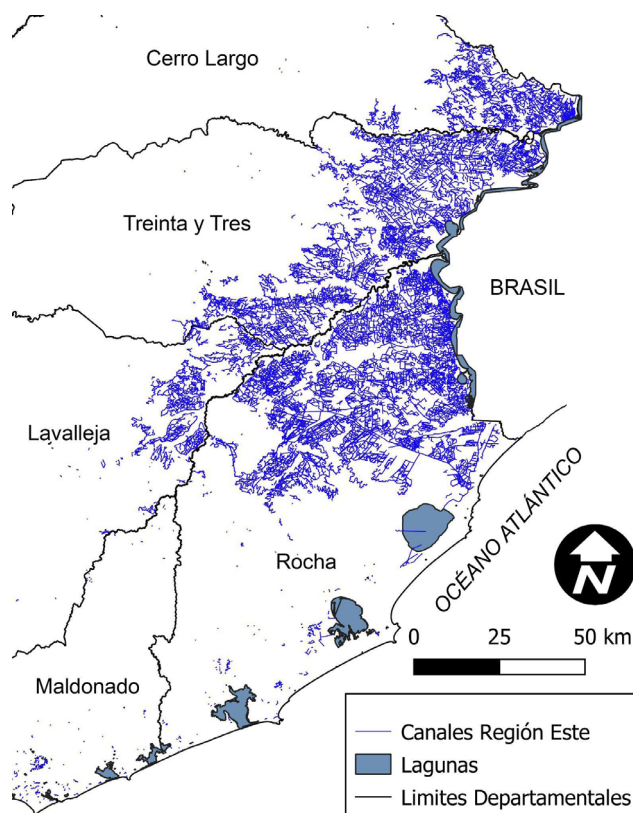 Cerro Largo
Treinta y Tres
BRASIL
Lavalleja
OCÉANO ATLÁNTICO
Rocha
N
0 25 50 km
Maldonado
Canales Región Este
Lagunas
Limites Departamentales